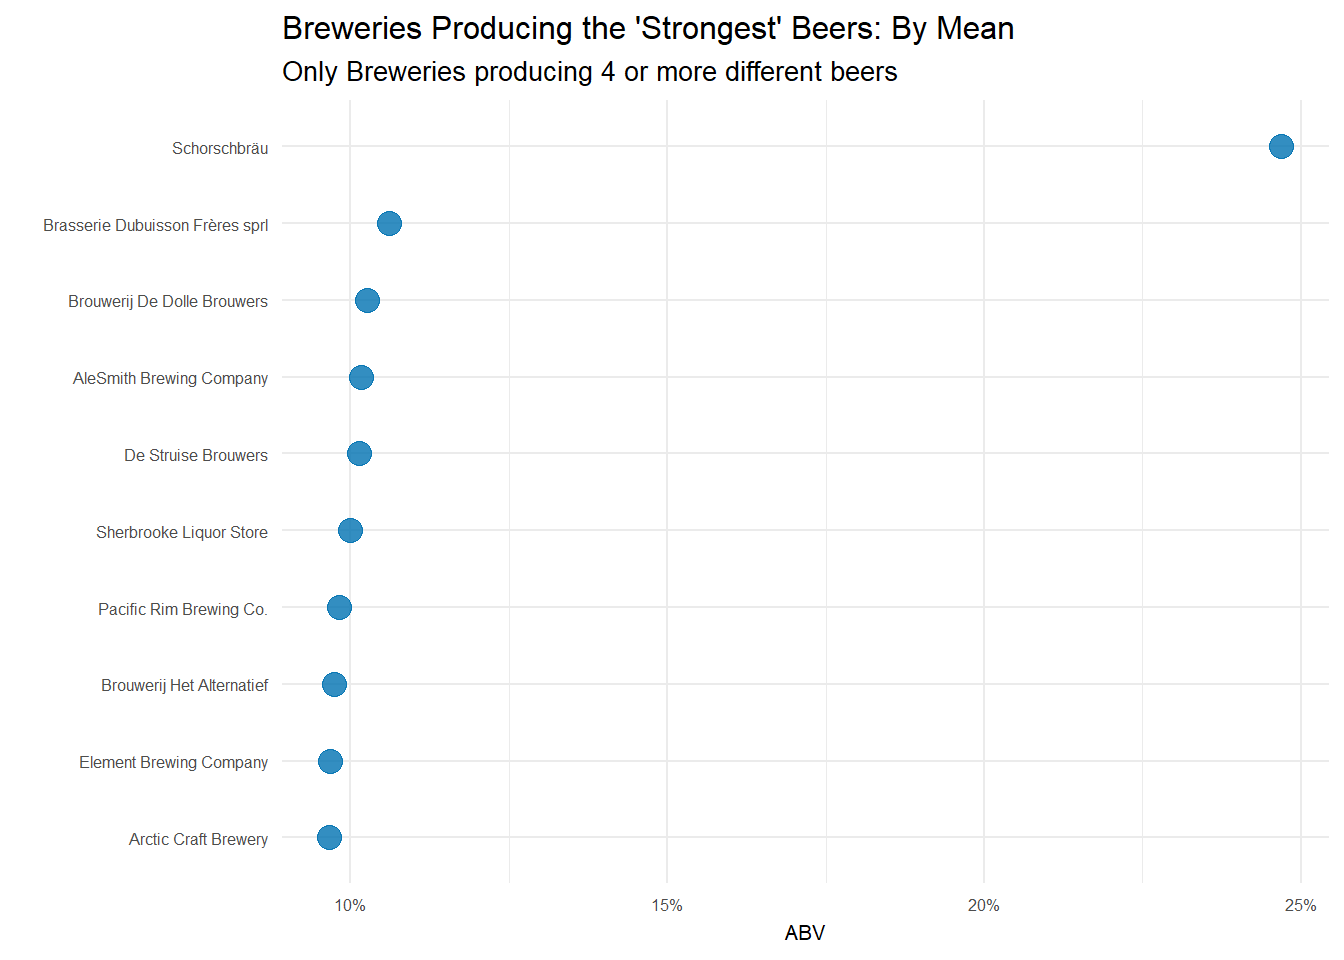 Breweries Producing the 'Strongest' Beers: By Mean
Only Breweries producing 4 or more different beers
Schorschbräu
Brasserie Dubuisson Frères sprl
Brouwerij De Dolle Brouwers
AleSmith Brewing Company
De Struise Brouwers
Sherbrooke Liquor Store
Pacific Rim Brewing Co.
Brouwerij Het Alternatief
Element Brewing Company
Arctic Craft Brewery
10% 15% 20% 25%
ABV